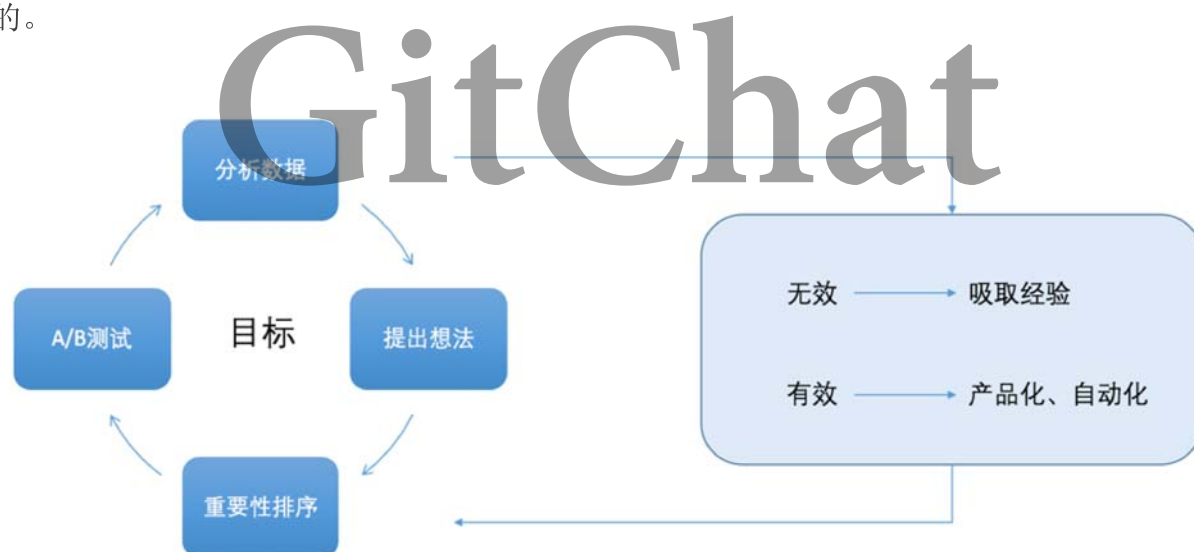 的。
GitChat
分析数据
A/B测试
目标
提出想法
重要性排序
无效
吸取经验
有效
产品化、自动化